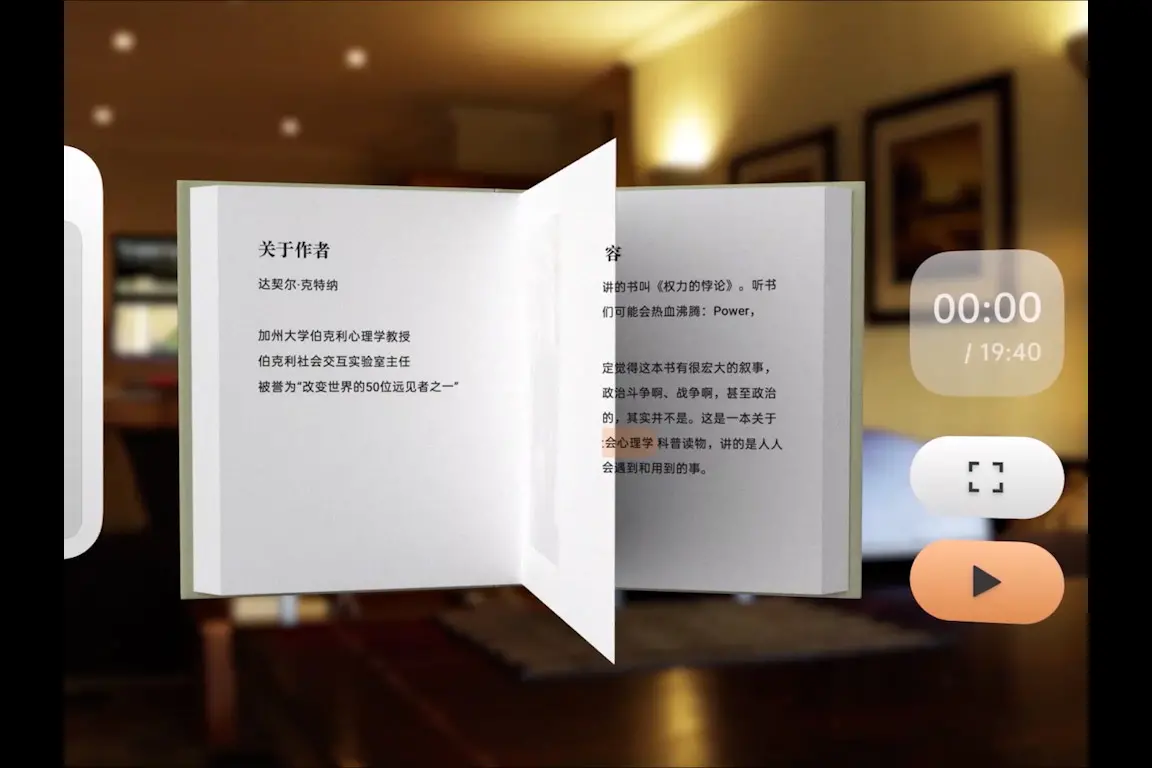 关于作者
达契尔·克特纳
加州大学伯克利心理学教授
伯克利社会交互实验室主任
被誉为“改变世界的50位远见者之一”
容
讲的书叫《权力的悖论》。听书
们可能会热血沸腾：Power，
定觉得这本书有很宏大的叙事，
政治斗争啊、战争啊，甚至政治
的，其实并不是。这是一本关于
社会心理学 科普读物，讲的是人人
会遇到和用到的事。
00:00
/ 19:40